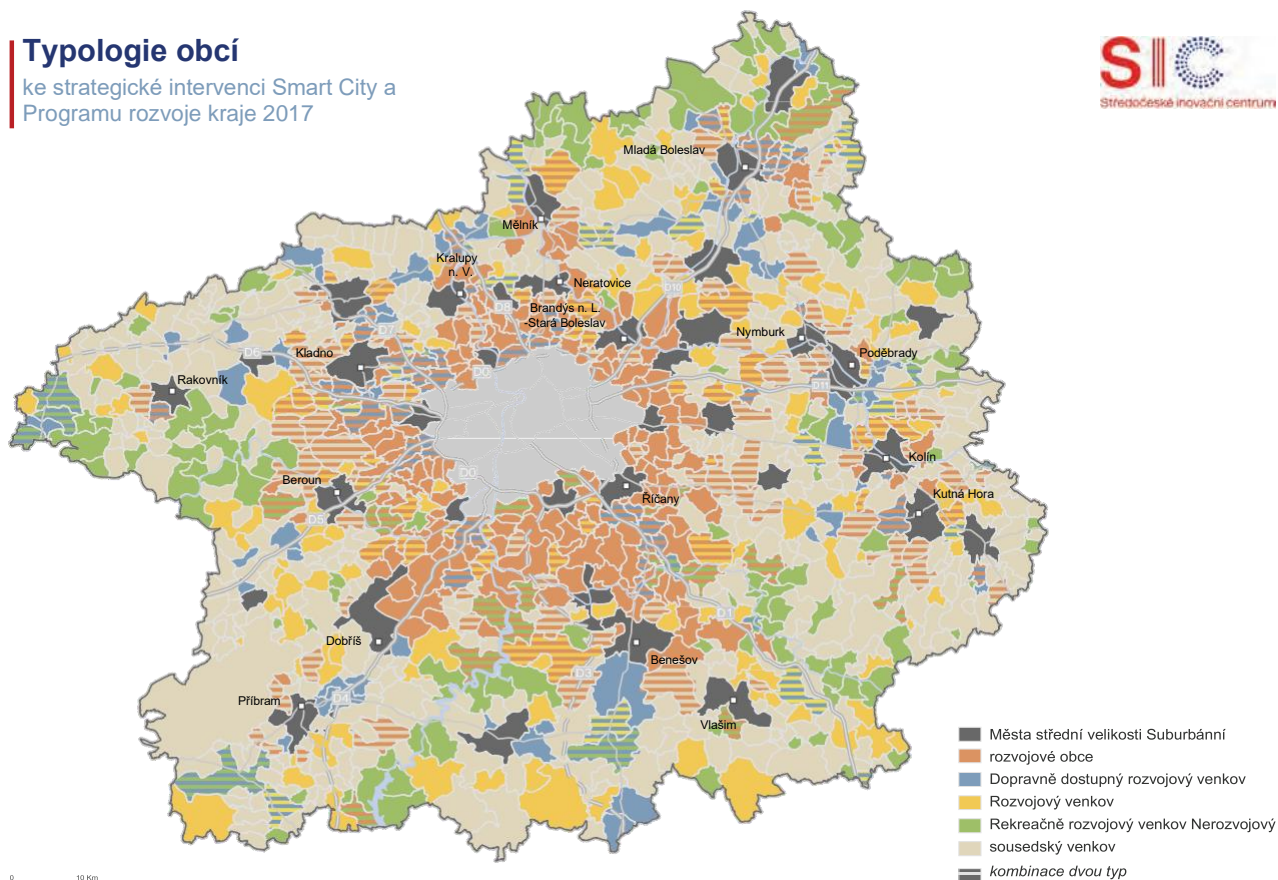 Typologie obcí
ke strategické intervenci Smart City a
Programu rozvoje kraje 2017
SIC
Středočeské inovační centrum
Mladá Boleslav
Mělník
Kralupy
n. V.
Neratovice
D10
D8
Brandýs n. L.
-Stará Boleslav
D7
Nymburk
Kladno
D6
Poděbrady
D0
Rakovník
D11
Kolín
D0
Beroun
Říčany
Kutná Hora
D5
D1
Dobříš
Benešov
D3
Příbram
D4
Vlašim
Města střední velikosti Suburbánní
rozvojové obce
Dopravně dostupný rozvojový venkov
Rozvojový venkov
Rekreačně rozvojový venkov Nerozvojový
sousedský venkov
kombinace dvou typ
0 10 Km